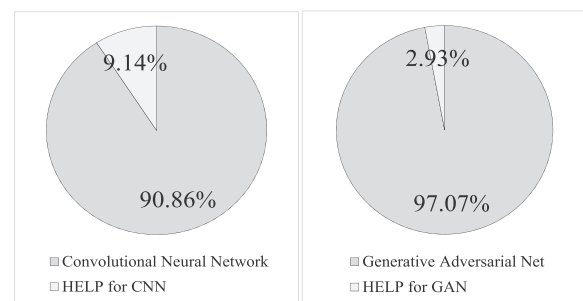 9.14%
90.86%
Convolutional Neural Network
HELP for CNN
2.93%
97.07%
Generative Adversarial Net
HELP for GAN